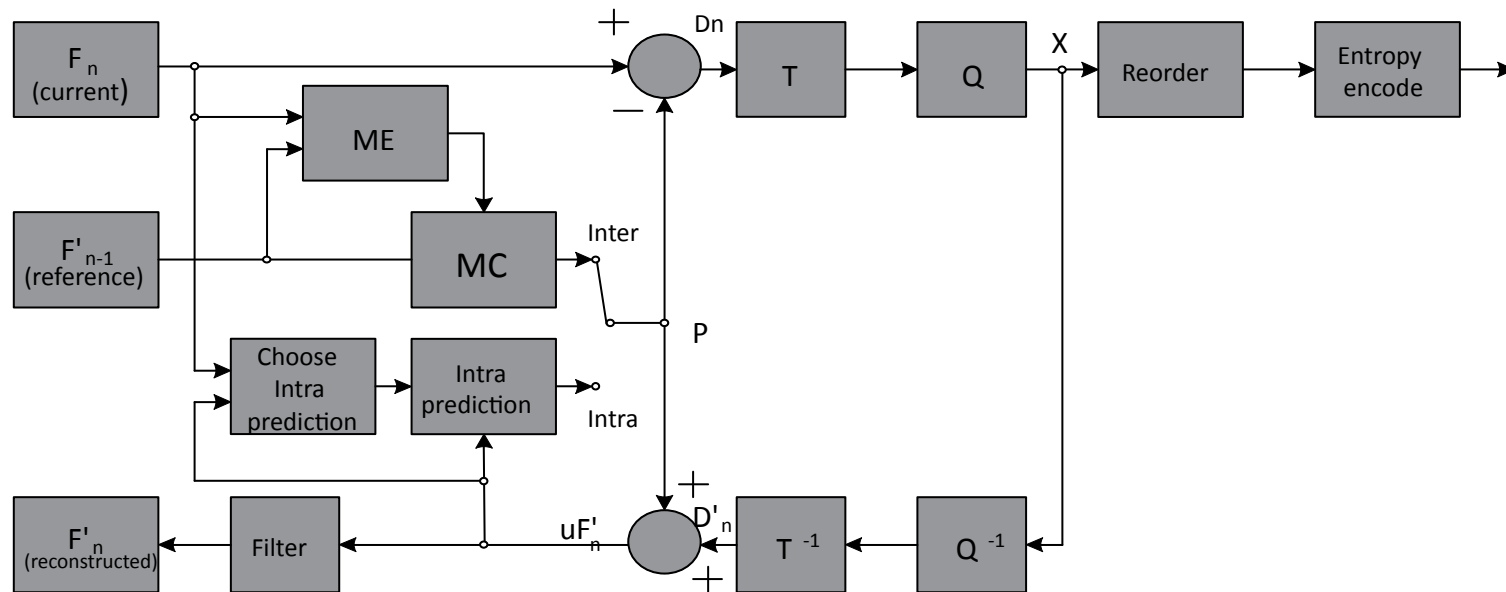 F n
(current)
+
Dn
T
Q
X
Reorder
Entropy
encode
—
ME
F' n-1
(reference)
MC
Inter
P
Choose
Intra
prediction
Intra
prediction
Intra
+
F' n
(reconstructed)
Filter
uF'n
D'n
+
T -1
Q -1